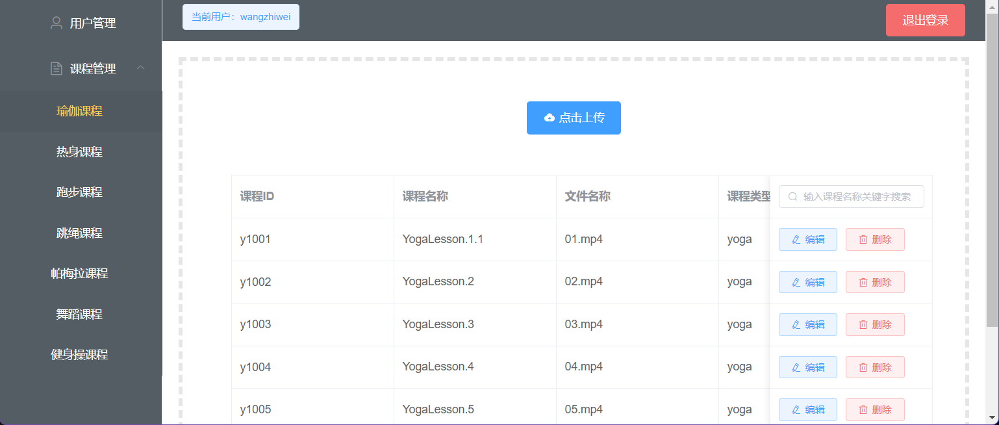 用户管理
课程管理
瑜伽课程
热身课程
跑步课程
跳绳课程
帕梅拉课程
舞蹈课程
健身操课程
当前用户：wangzhiwei
退出登录
点击上传
课程ID 课程名称 文件名称 课程类型 输入课程名称关键字搜索
y1001 YogaLesson.1.1 01.mp4 yoga 编辑 删除
y1002 YogaLesson.2 02.mp4 yoga 编辑 删除
y1003 YogaLesson.3 03.mp4 yoga 编辑 删除
y1004 YogaLesson.4 04.mp4 yoga 编辑 删除
y1005 YogaLesson.5 05.mp4 yoga 编辑 删除